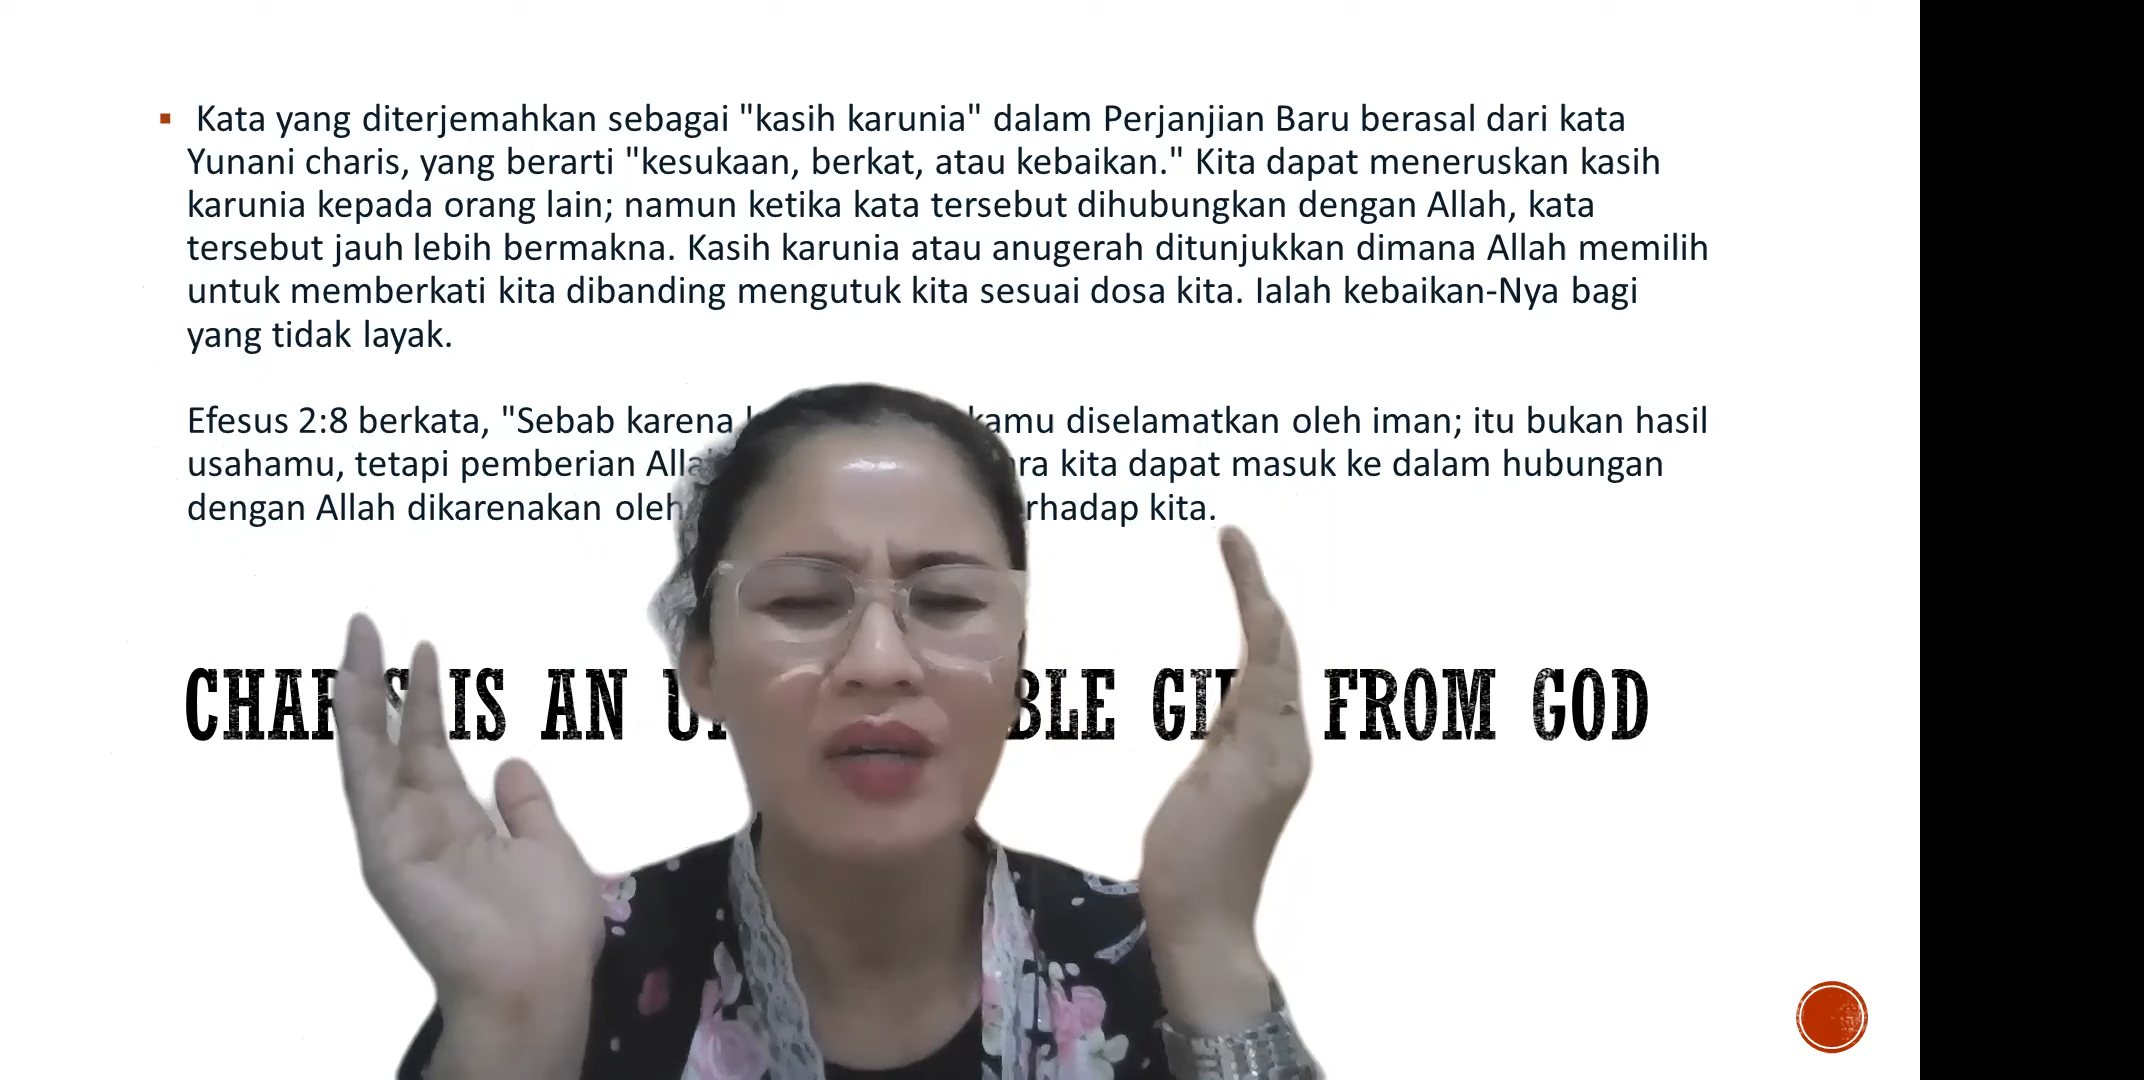 Kata yang diterjemahkan sebagai "kasih karunia" dalam Perjanjian Baru berasal dari kata
Yunani charis, yang berarti "kesukaan, berkat, atau kebaikan." Kita dapat meneruskan kasih
karunia kepada orang lain; namun ketika kata tersebut dihubungkan dengan Allah, kata
tersebut jauh lebih bermakna. Kasih karunia atau anugerah ditunjukkan dimana Allah memilih
untuk memberkati kita dibanding mengutuk kita sesuai dosa kita. Ialah kebaikan-Nya bagi
yang tidak layak.
Efesus 2:8 berkata, "Sebab karena kamu diselamatkan oleh iman; itu bukan hasil
usahamu, tetapi pemberian kita dapat masuk ke dalam hubungan
dengan Allah dikarenakan oleh kita.
IS AN FROM GOD